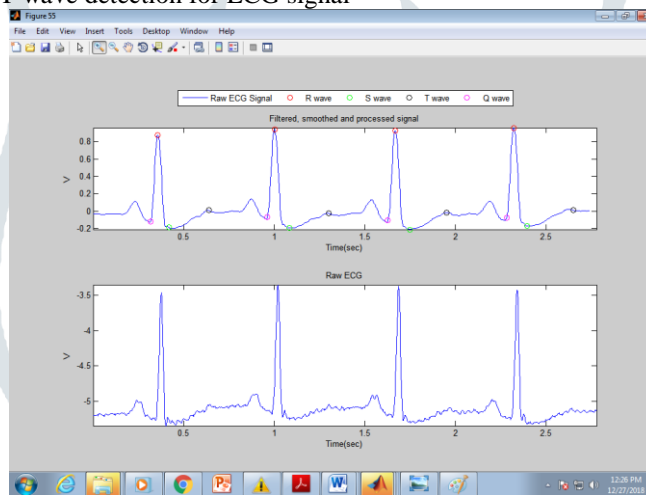 T wave detection for ECG signal
Figure 55
File Edit View Insert Tools Desktop Window Help
Raw ECG Signal R wave S wave T wave Q wave
Filtered, smoothed and processed signal
0.8
0.6
0.4
0.2
0
-0.2
V
0.5 1 1.5 2 2.5
Time(sec)
Raw ECG
-3.5
-4
-4.5
-5
V
0.5 1 1.5 2 2.5
Time(sec)
12:26 PM
12/27/2018